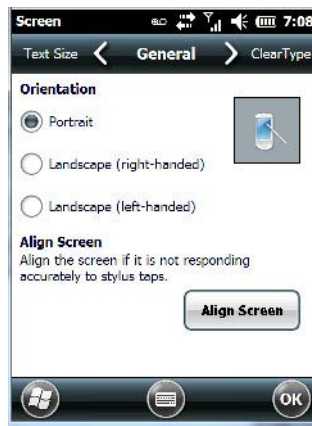 Screen 7:08
Text Size General ClearType
Orientation
Portrait
Landscape (right-handed)
Landscape (left-handed)
Align Screen
Align the screen if it is not responding
accurately to stylus taps.
Align Screen
OK